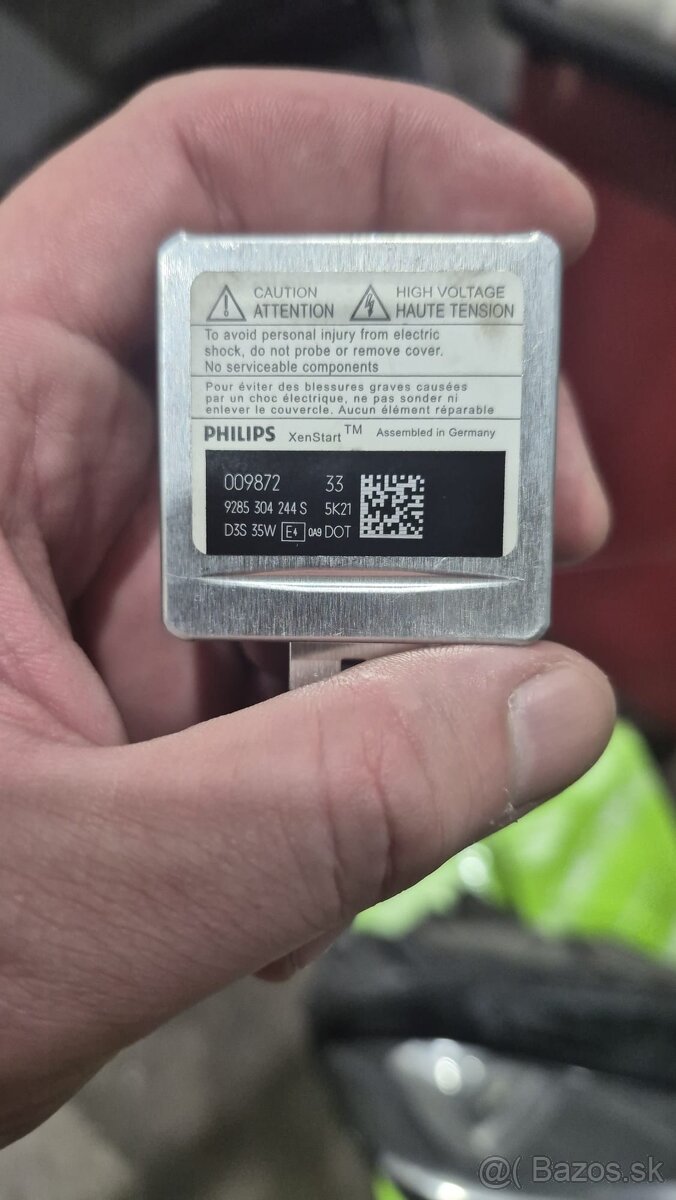 CAUTION
ATTENTION
HIGH VOLTAGE
HAUTE TENSION
To avoid personal injury from electric
shock, do not probe or remove cover.
No serviceable components
Pour éviter des blessures graves causées
par un choc électrique, ne pas sonder ni
enlever le couvercle. Aucun élément réparable
PHILIPS XenStart™ Assembled in Germany
009872 33
9285 304 244 S 5K21
D3S 35W E4 0A9 DOT
@( Bazos.sk